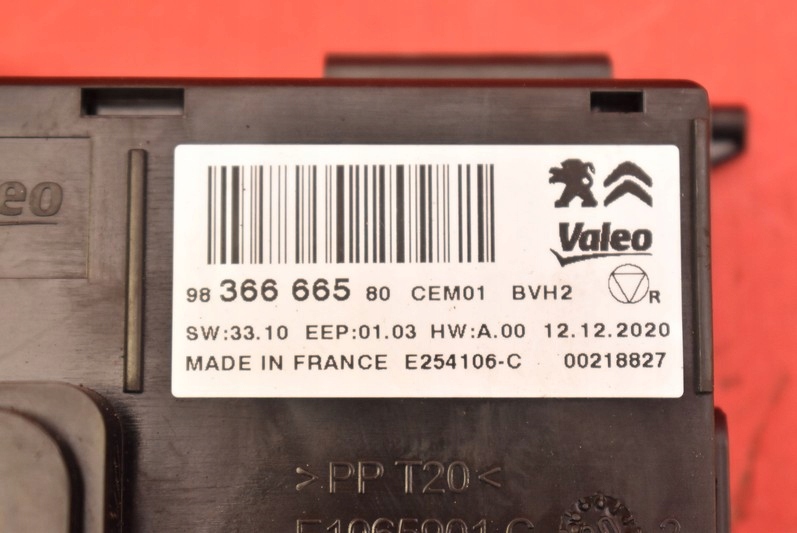 Valeo
98 366 665 80 CEM01 BVH2 R
SW:33.10 EEP:01.03 HW:A.00 12.12.2020
MADE IN FRANCE E254106-C 00218827
>PP T20<